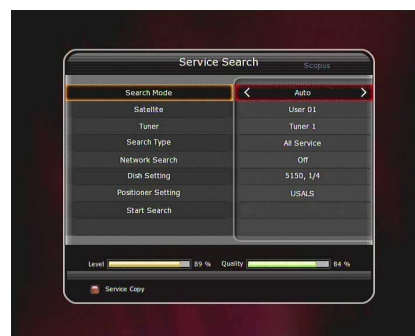 Service Search
Scopus
Search Mode Auto
Satellite User 01
Tuner Tuner 1
Search Type All Service
Network Search Off
Dish Setting 5150, 1/4
Positioner Setting USALS
Start Search
Level 89 % Quality 84 %
Service Copy